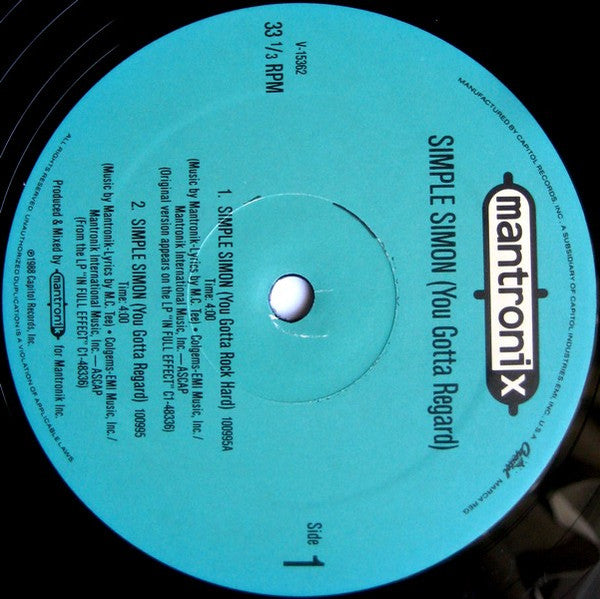 mantronix
SIMPLE SIMON (You Gotta Regard)
V-15362
33 1/3 RPM
Side 1
1. SIMPLE SIMON (You Gotta Rock Hard) 100995A
Time: 4:00
(Music by Mantronik-Lyrics by M.C. Tee) • Colgems-EMI Music, Inc./
Mantronik International Music, Inc. — ASCAP
(Original version appears on the LP "IN FULL EFFECT" C1-48336)
2. SIMPLE SIMON (You Gotta Regard) 100995
Time: 4:00
(Music by Mantronik-Lyrics by M.C. Tee) • Colgems-EMI Music, Inc./
Mantronik International Music, Inc. — ASCAP
(From the LP "IN FULL EFFECT" C1-48336)
Produced & Mixed by mantronik for Mantronik Inc.
℗1988 Capitol Records, Inc.
MANUFACTURED BY CAPITOL RECORDS, INC., A SUBSIDIARY OF CAPITOL INDUSTRIES-EMI, INC. U.S.A. Capitol MARCA REG.
ALL RIGHTS RESERVED. UNAUTHORIZED DUPLICATION IS A VIOLATION OF APPLICABLE LAWS